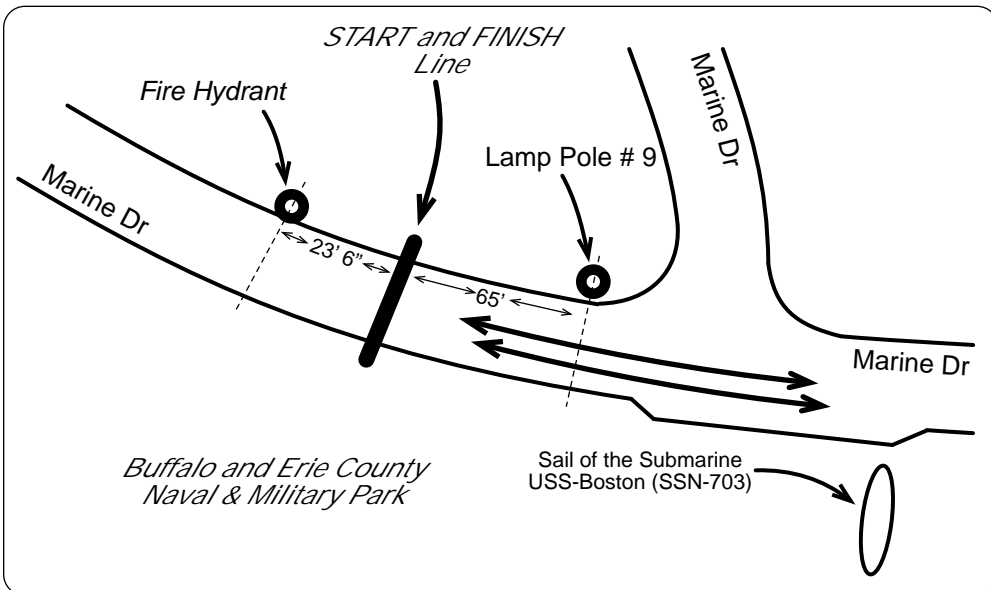 START and FINISH
Line
Fire Hydrant
Lamp Pole # 9
Marine Dr
Marine Dr
23’ 6”
65’
Marine Dr
Buffalo and Erie County
Naval & Military Park
Sail of the Submarine
USS-Boston (SSN-703)